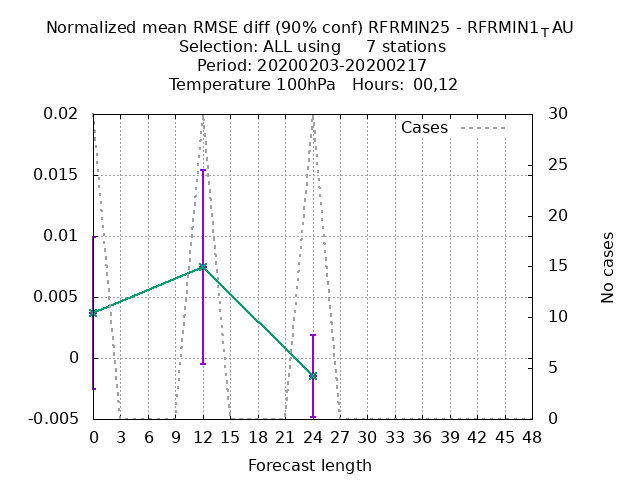 Normalized mean RMSE diff (90% conf) RFRMIN25 - RFRMIN1_TAU
Selection: ALL using 7 stations
Period: 20200203-20200217
Temperature 100hPa Hours: 00,12
Cases
0.02
0.015
0.01
0.005
0
-0.005
30
25
20
15
10
5
0
No cases
0 3 6 9 12 15 18 21 24 27 30 33 36 39 42 45 48
Forecast length